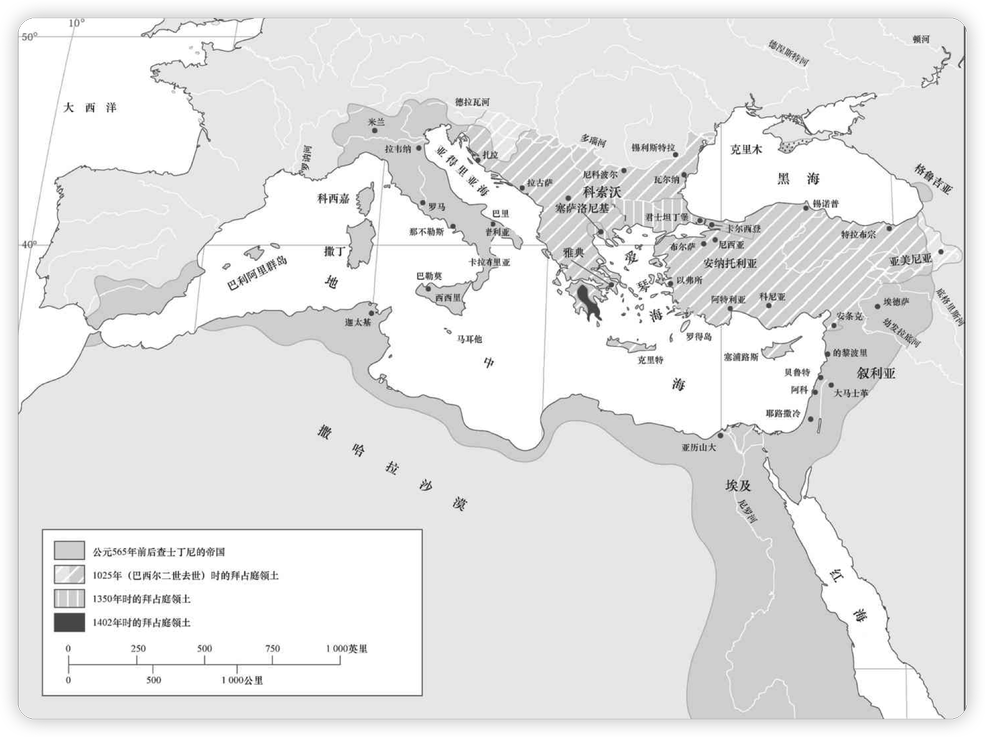 10°
50°
顿河
德涅斯特河
大西洋
德拉瓦河
米兰
多瑙河
罗纳河
拉韦纳
扎拉
锡利斯特拉
克里木
亚得里亚海
尼科波尔
瓦尔纳
黑海
格鲁吉亚
拉古萨
科索沃
科西嘉
罗马
塞萨洛尼基
锡诺普
巴里
君士坦丁堡
那不勒斯
普利亚
卡尔西登
特拉布宗
40°
撒丁
雅典
布尔萨
尼西亚
爱琴海
亚美尼亚
巴利阿里群岛
卡拉布里亚
安纳托利亚
巴勒莫
以弗所
底格里斯河
西西里
阿特利亚
科尼亚
埃德萨
地中海
迦太基
安条克
幼发拉底河
马耳他
罗得岛
克里特
塞浦路斯
的黎波里
贝鲁特
叙利亚
阿科
大马士革
耶路撒冷
撒哈拉沙漠
亚历山大
埃及
尼罗河
红海
公元565年前后查士丁尼的帝国
1025年（巴西尔二世去世）时的拜占庭领土
1350年时的拜占庭领土
1402年时的拜占庭领土
0 250 500 750 1 000英里
0 500 1 000公里